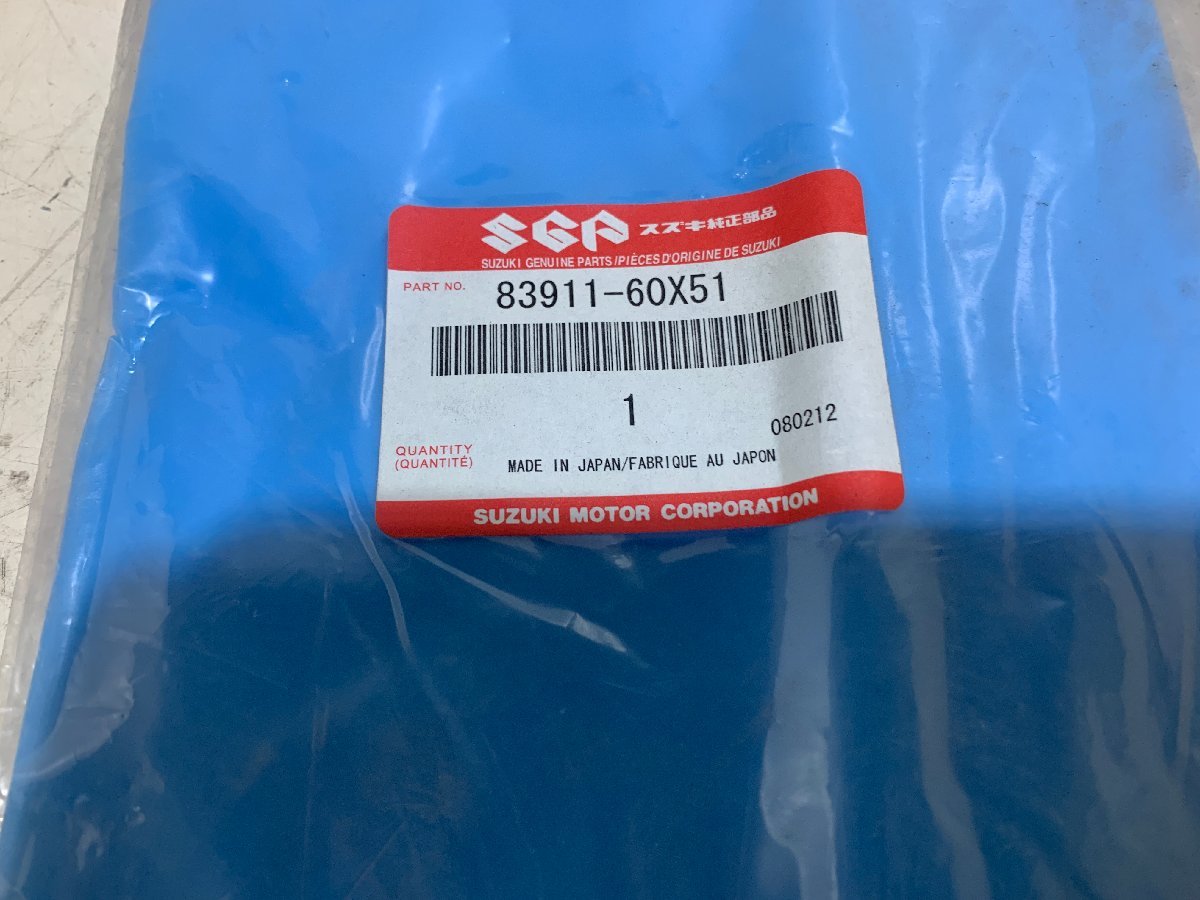 SGP スズキ純正部品
SUZUKI GENUINE PARTS/PIÈCES D'ORIGINE DE SUZUKI
PART NO. 83911-60X51
1
080212
QUANTITY
(QUANTITÉ)
MADE IN JAPAN/FABRIQUE AU JAPON
SUZUKI MOTOR CORPORATION